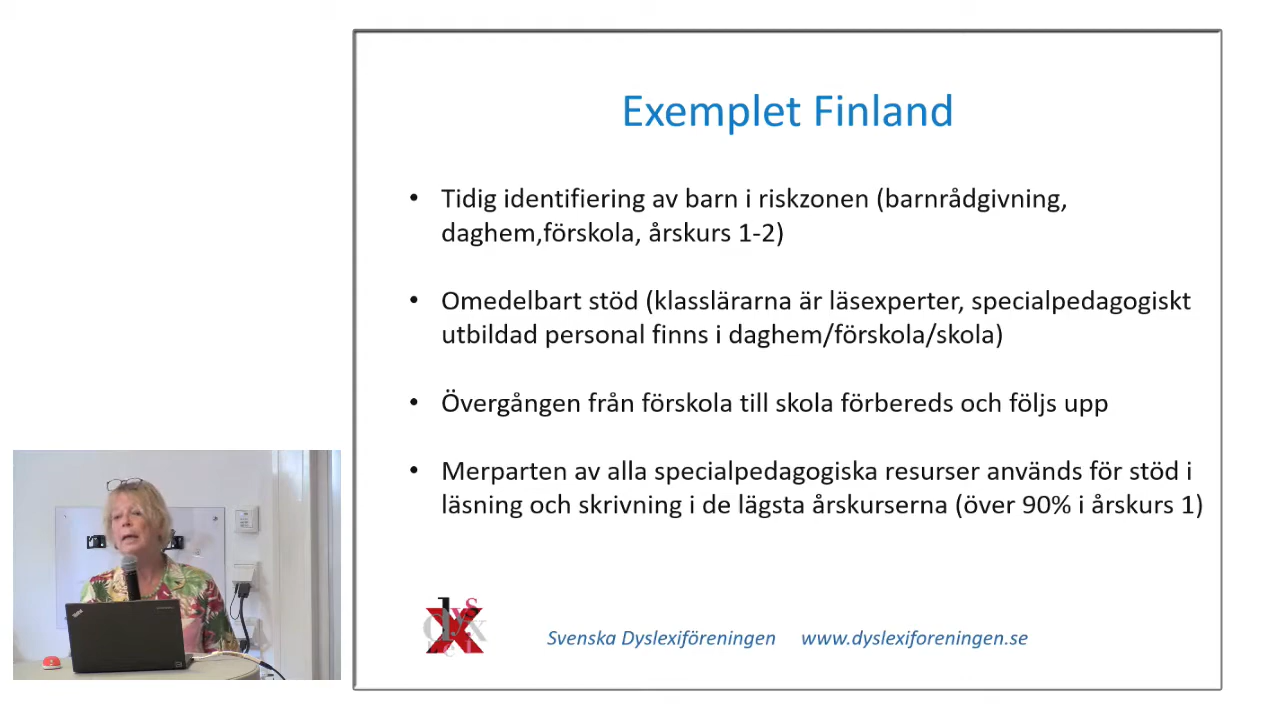 Exemplet Finland
• Tidig identifiering av barn i riskzonen (barnrådgivning,
daghem,förskola, årskurs 1-2)
• Omedelbart stöd (klasslärarna är läsexperter, specialpedagogiskt
utbildad personal finns i daghem/förskola/skola)
• Övergången från förskola till skola förbereds och följs upp
• Merparten av alla specialpedagogiska resurser används för stöd i
läsning och skrivning i de lägsta årskurserna (över 90% i årskurs 1)
dys
Svenska Dyslexiföreningen www.dyslexiforeningen.se
ThinkPad